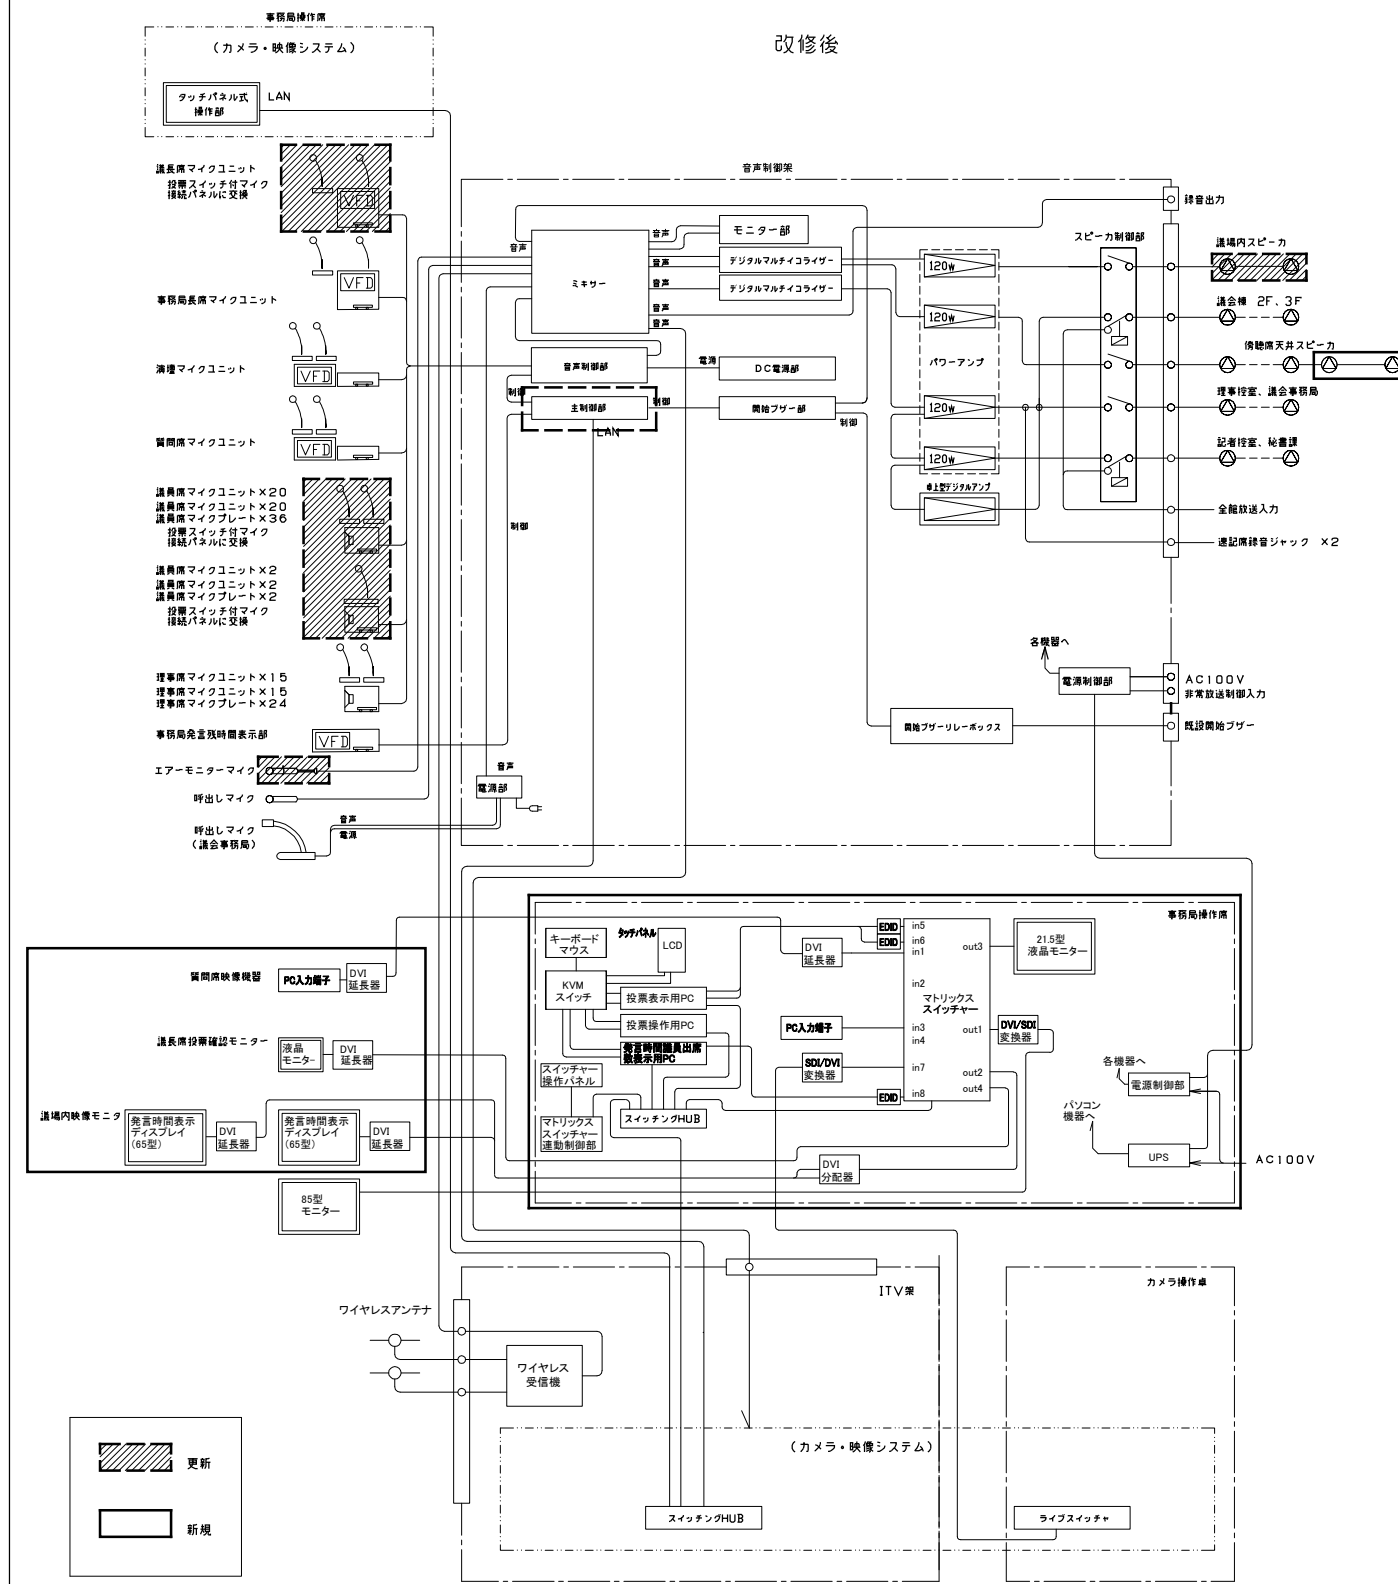 事務局操作席
(カメラ・映像システム)
改修後
タッチパネル式
操作部
LAN
議長席マイクユニット
投票スイッチ付マイク
接続パネルに交換
VFD
事務局長席マイクユニット
VFD
演壇マイクユニット
VFD
質問席マイクユニット
VFD
議員席マイクユニット×20
議員席マイクユニット×20
議員席マイクプレート×36
投票スイッチ付マイク
接続パネルに交換
議員席マイクユニット×2
議員席マイクユニット×2
議員席マイクプレート×2
投票スイッチ付マイク
接続パネルに交換
理事席マイクユニット×15
理事席マイクユニット×15
理事席マイクプレート×24
事務局発言残時間表示部
VFD
エアーモニターマイク
呼出しマイク
呼出しマイク
(議会事務局)
音声
電源
音声制御架
音声
ミキサー
音声
音声
音声
音声
音声
モニター部
デジタルマルチイコライザー
デジタルマルチイコライザー
音声制御部
電源
DC電源部
制御
主制御部
制御
LAN
開始ブザー部
制御
制御
音声
電源部
120w
120w
パワーアンプ
120w
120w
卓上型デジタルアンプ
スピーカ制御部
録音出力
議場内スピーカ
議会棟 2F、3F
傍聴席天井スピーカ
理事控室、議会事務局
記者控室、秘書課
全館放送入力
速記席録音ジャック ×2
各機器へ
電源制御部
AC100V
非常放送制御入力
開始ブザーリレーボックス
既設開始ブザー
質問席映像機器
PC入力端子
DVI
延長器
議長席投票確認モニター
液晶
モニター
DVI
延長器
議場内映像モニタ
発言時間表示
ディスプレイ
(65型)
DVI
延長器
発言時間表示
ディスプレイ
(65型)
DVI
延長器
85型
モニター
事務局操作席
キーボード
マウス
タッチパネル
LCD
KVM
スイッチ
投票表示用PC
投票操作用PC
発言時間議員出席
数表示用PC
スイッチャー
操作パネル
マトリックス
スイッチャー
連動制御部
スイッチングHUB
DVI
延長器
EDID
EDID
PC入力端子
SDI/DVI
変換器
EDID
in5
in6
in1
in2
in3
in4
in7
in8
マトリックス
スイッチャー
out3
out1
out2
out4
21.5型
液晶モニター
DVI/SDI
変換器
DVI
分配器
各機器へ
電源制御部
パソコン
機器へ
UPS
AC100V
ITV架
カメラ操作卓
ワイヤレスアンテナ
ワイヤレス
受信機
(カメラ・映像システム)
スイッチングHUB
ライブスイッチャ
更新
新規